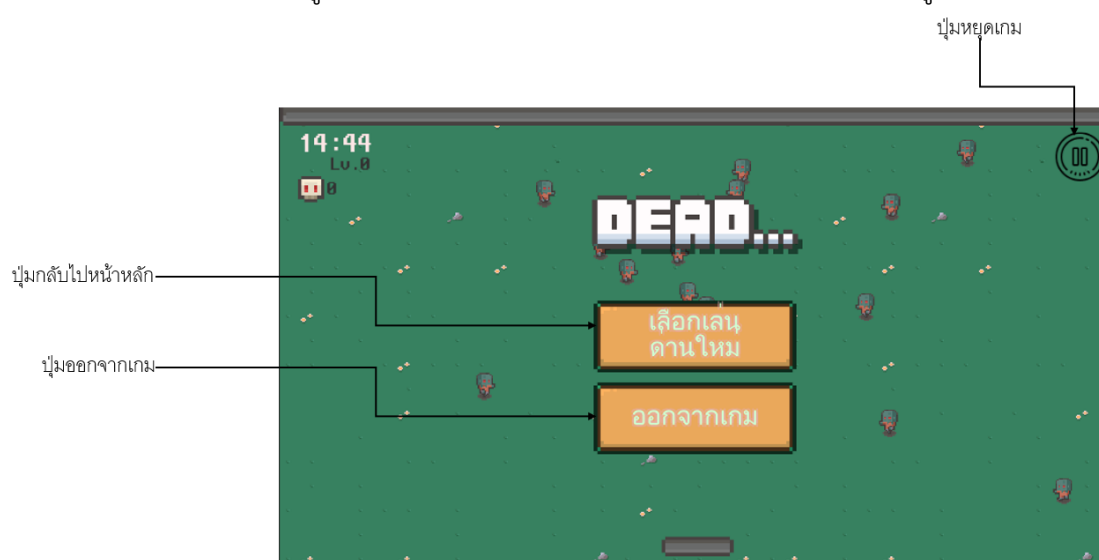 ปุ่มหยุดเกม
14:44
Lv.0
0
DEAD...
ปุ่มกลับไปหน้าหลัก
เลือกเลน
ด่านใหม่
ปุ่มออกจากเกม
ออกจากเกม